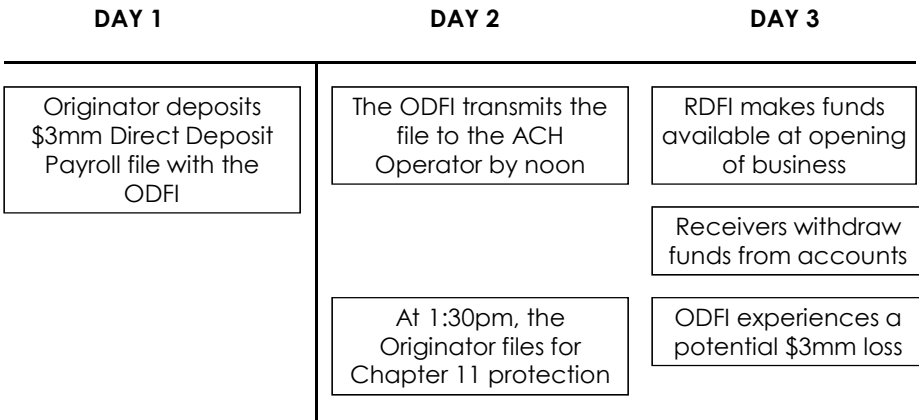 DAY 1
DAY 2
DAY 3
Originator deposits
$3mm Direct Deposit
Payroll file with the
ODFI
The ODFI transmits the
file to the ACH
Operator by noon
At 1:30pm, the
Originator files for
Chapter 11 protection
RDFI makes funds
available at opening
of business
Receivers withdraw
funds from accounts
ODFI experiences a
potential $3mm loss